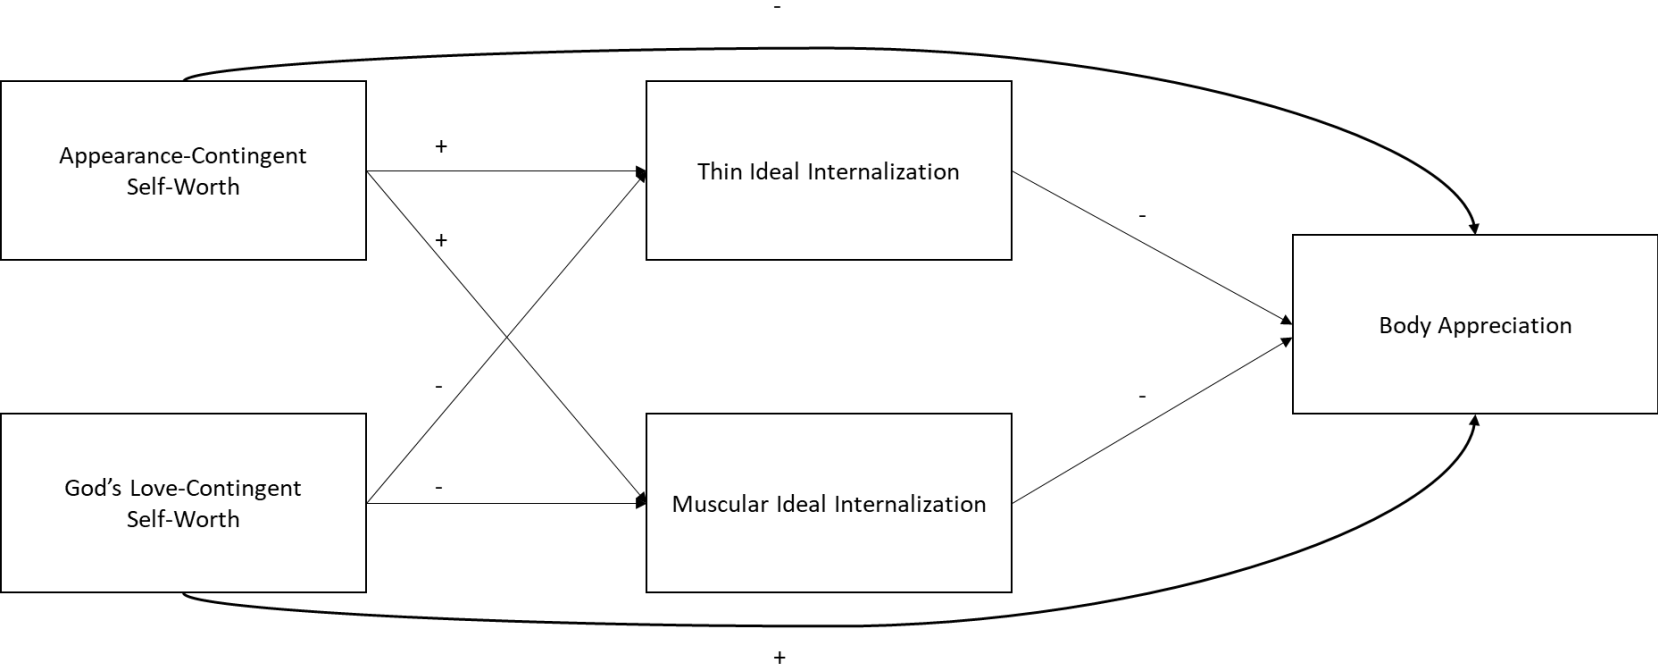 -
Appearance-Contingent
Self-Worth
+
+
Thin Ideal Internalization
-
Body Appreciation
-
-
God’s Love-Contingent
Self-Worth
-
Muscular Ideal Internalization
+